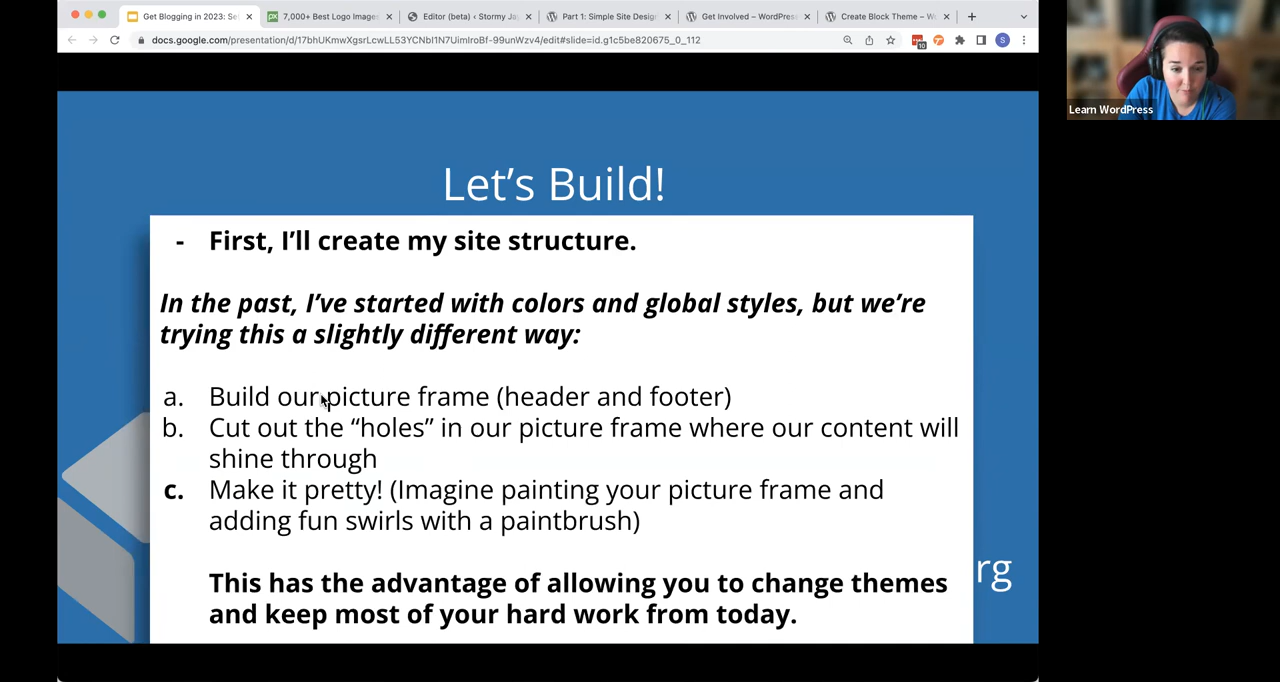 Get Blogging in 2023: Se
7,000+ Best Logo Images
Editor (beta) ‹ Stormy Ja
Part 1: Simple Site Desig
Get Involved – WordPress
Create Block Theme – W
docs.google.com/presentation/d/17bhUKmwXgsrLcwLL53YCNbI1N7UimIroBf-99unWzv4/edit#slide=id.g1c5be820675_0_112
10
S
Learn WordPress
Let's Build!
- First, I'll create my site structure.
In the past, I've started with colors and global styles, but we're
trying this a slightly different way:
a. Build our picture frame (header and footer)
b. Cut out the “holes” in our picture frame where our content will
shine through
c. Make it pretty! (Imagine painting your picture frame and
adding fun swirls with a paintbrush)
rg
This has the advantage of allowing you to change themes
and keep most of your hard work from today.